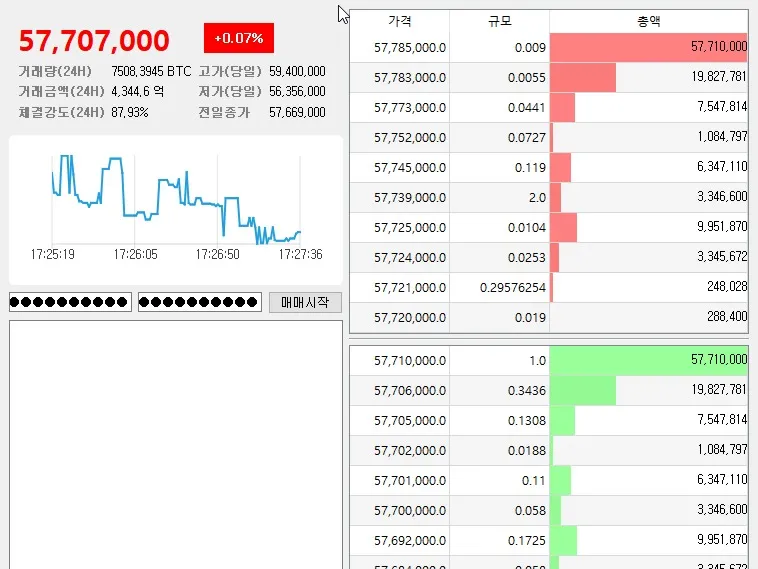 57,707,000 +0.07%
거래량(24H) 7508,3945 BTC 고가(당일) 59,400,000
거래금액(24H) 4,344,6 억 저가(당일) 56,356,000
체결강도(24H) 87,93% 전일종가 57,669,000
17:25:19 17:26:05 17:26:50 17:27:36
매매시작
가격 규모 총액
57,785,000.0 0.009 57,710,000
57,783,000.0 0.0055 19,827,781
57,773,000.0 0.0441 7,547,814
57,752,000.0 0.0727 1,084,797
57,745,000.0 0.119 6,347,110
57,739,000.0 2.0 3,346,600
57,725,000.0 0.0104 9,951,870
57,724,000.0 0.0253 3,345,672
57,721,000.0 0.29576254 248,028
57,720,000.0 0.019 288,400
57,710,000.0 1.0 57,710,000
57,706,000.0 0.3436 19,827,781
57,705,000.0 0.1308 7,547,814
57,702,000.0 0.0188 1,084,797
57,701,000.0 0.11 6,347,110
57,700,000.0 0.058 3,346,600
57,692,000.0 0.1725 9,951,870